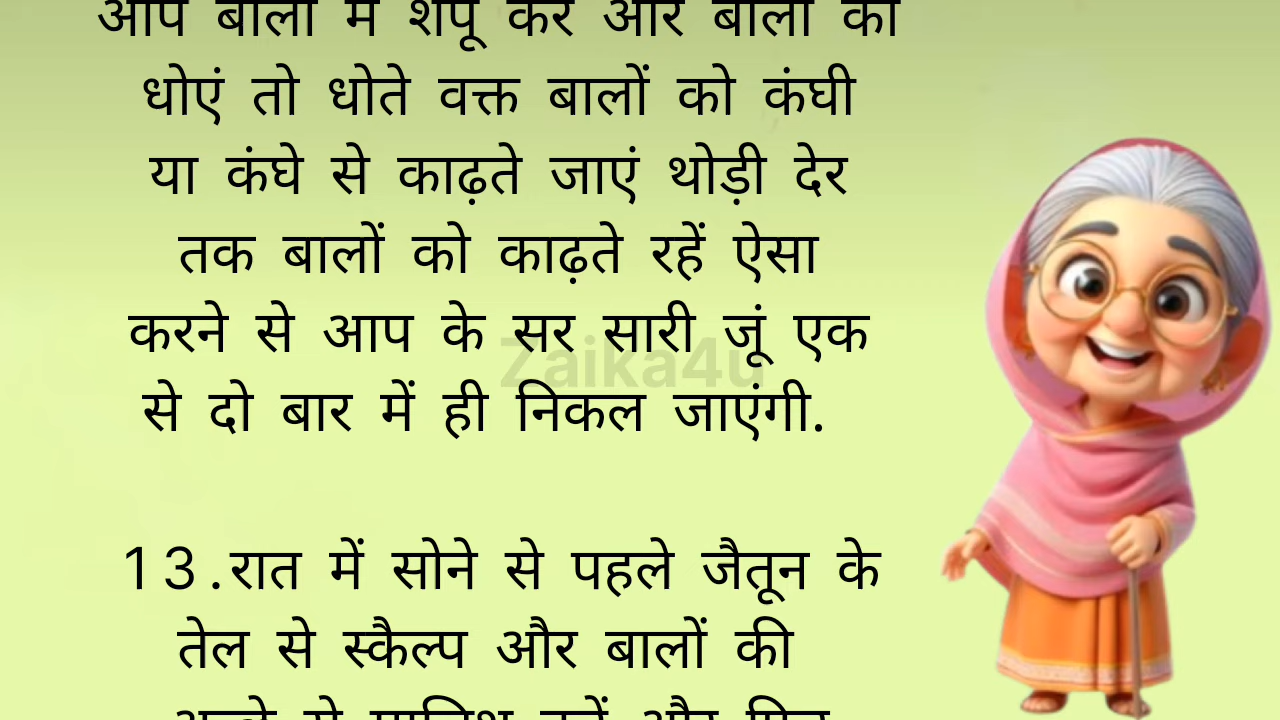 आप बालों में शैंपू करें और बालों को
धोएं तो धोते वक्त बालों को कंघी
या कंघे से काढ़ते जाएं थोड़ी देर
तक बालों को काढ़ते रहें ऐसा
करने से आप के सर सारी जूं एक
Zaika4u
से दो बार में ही निकल जाएंगी.
13.रात में सोने से पहले जैतून के
तेल से स्कैल्प और बालों की